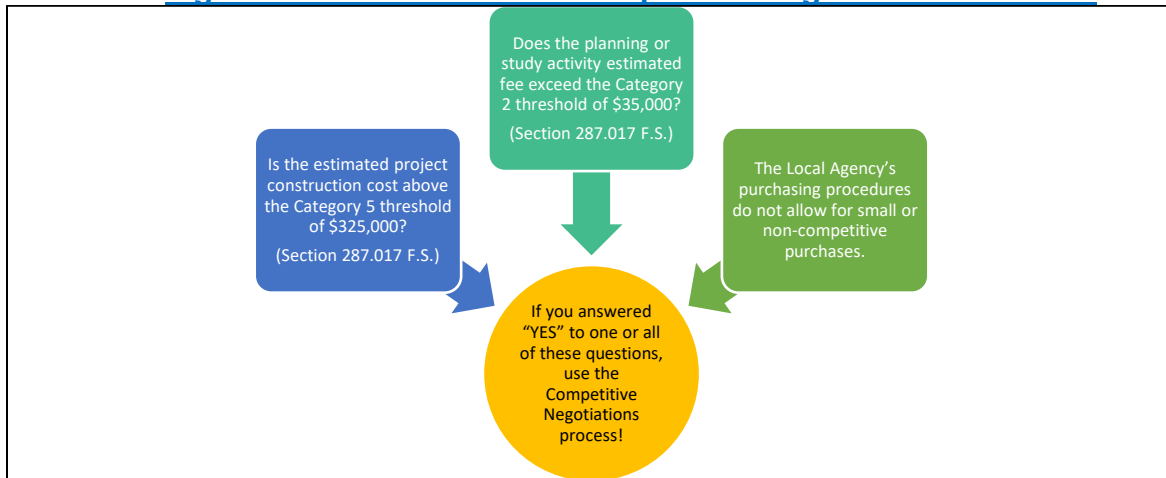 Does the planning or
study activity estimated
fee exceed the Category
2 threshold of $35,000?
(Section 287.017 F.S.)
Is the estimated project
construction cost above
the Category 5 threshold
of $325,000?
(Section 287.017 F.S.)
The Local Agency’s
purchasing procedures
do not allow for small or
non-competitive
purchases.
If you answered
“YES” to one or all
of these questions,
use the
Competitive
Negotiations
process!